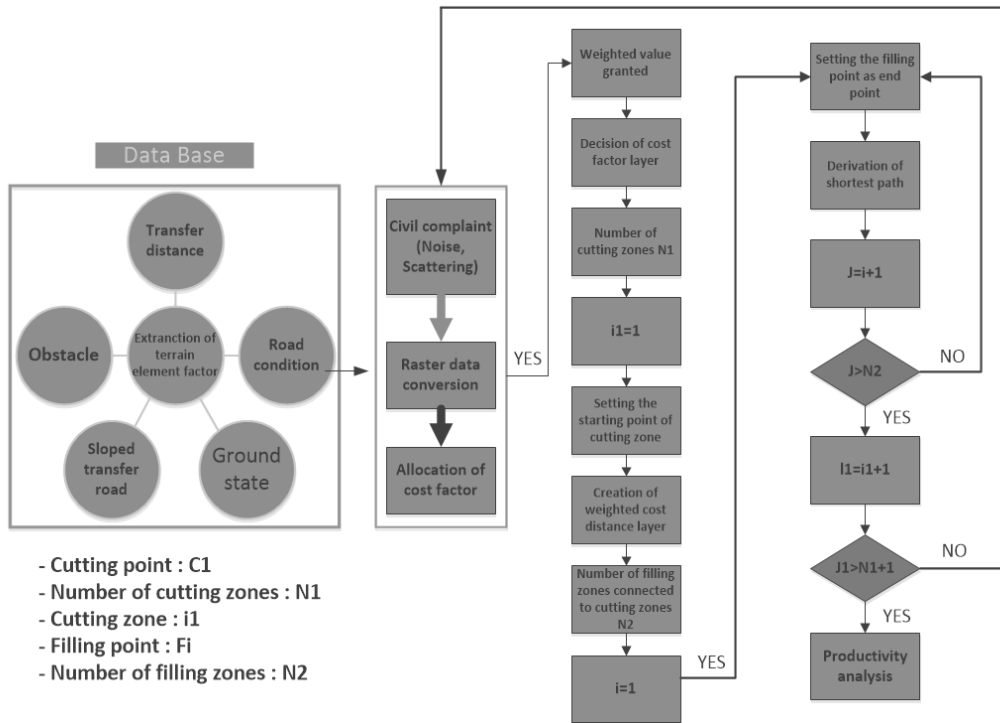 Data Base
Transfer
distance
Obstacle
Extranction of
terrain
element factor
Road
condition
Sloped
transfer
road
Ground
state
- Cutting point : C1
- Number of cutting zones : N1
- Cutting zone : i1
- Filling point : Fi
- Number of filling zones : N2
Civil complaint
(Noise,
Scattering)
Raster data
conversion
Allocation of
cost factor
YES
Weighted value
granted
Decision of cost
factor layer
Number of
cutting zones N1
i1=1
Setting the
starting point of
cutting zone
Creation of
weighted cost
distance layer
Number of filling
zones connected
to cutting zones
N2
i=1
YES
Setting the filling
point as end
point
Derivation of
shortest path
J=i+1
J>N2
NO
YES
I1=i1+1
J1>N1+1
NO
YES
Productivity
analysis